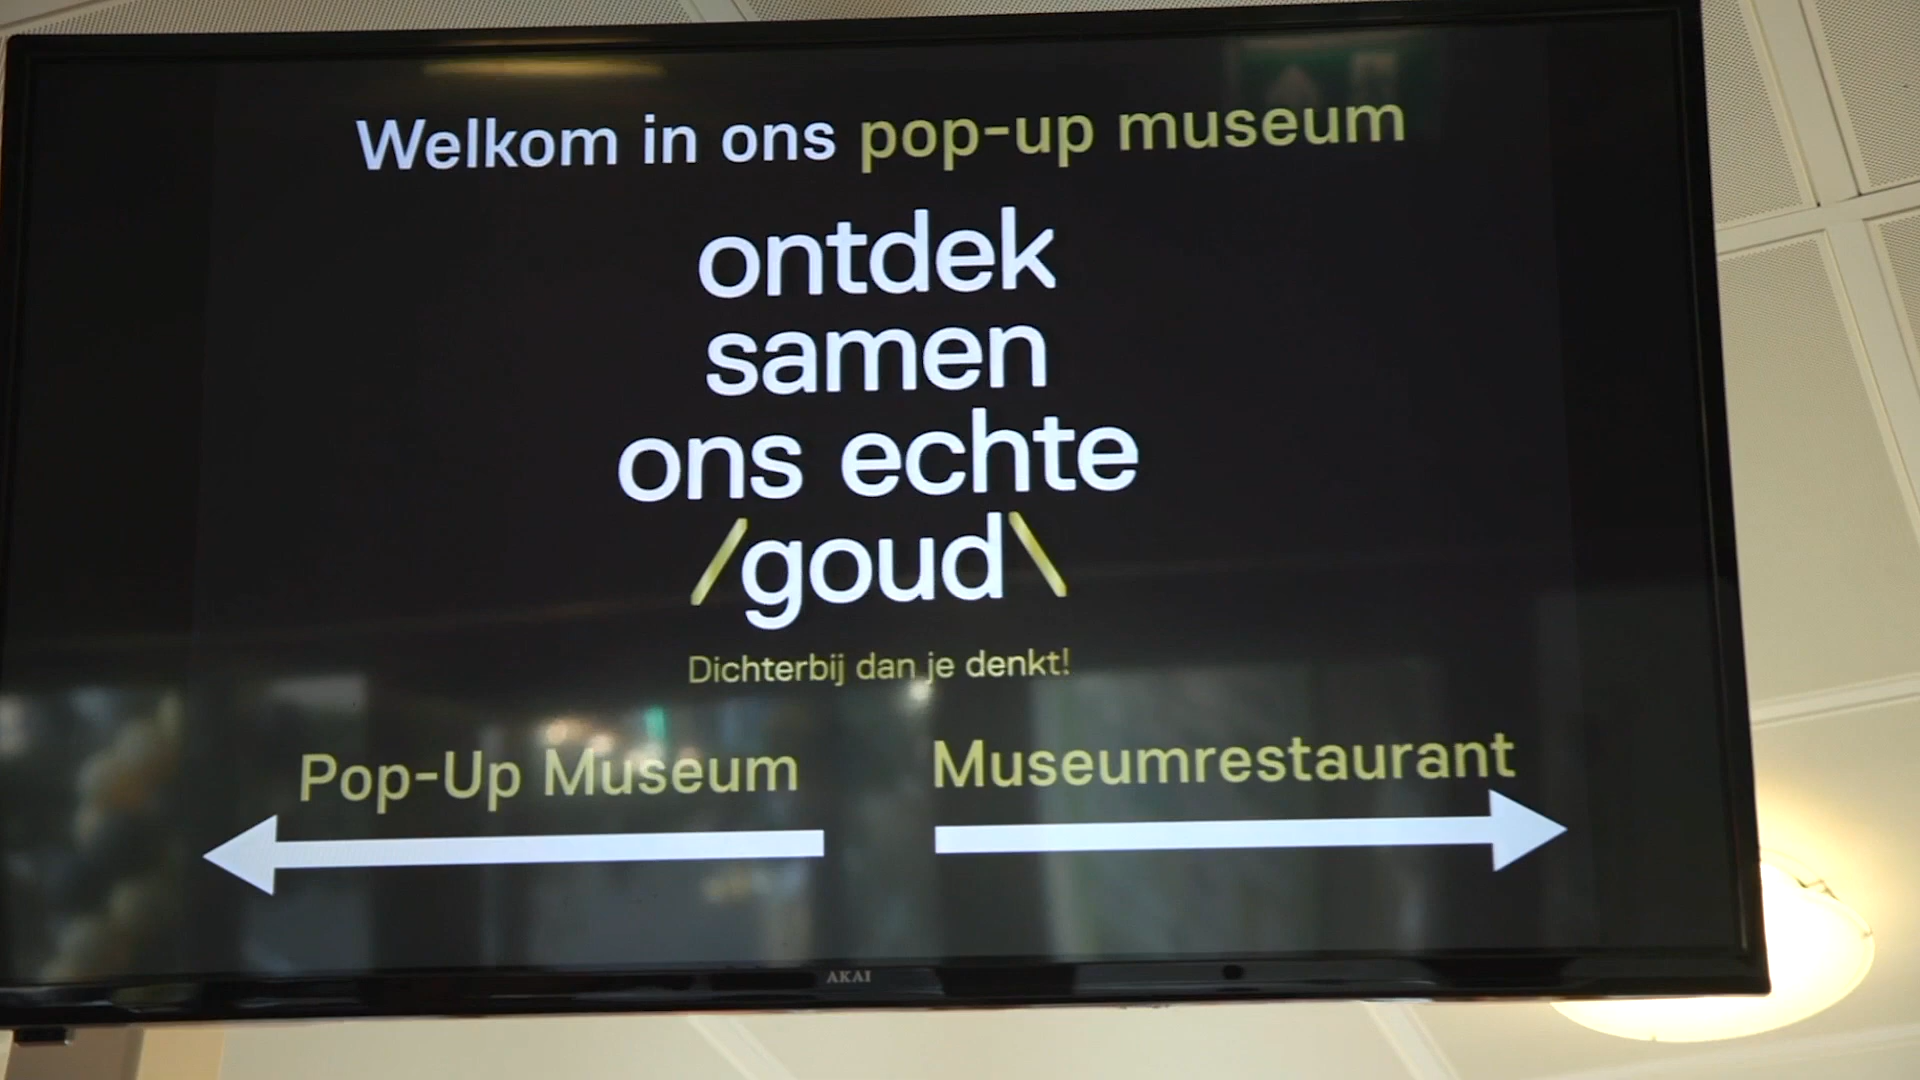 Welkom in ons pop-up museum
ontdek
samen
ons echte
/goud\
Dichterbij dan je denkt!
Pop-Up Museum
Museumrestaurant
AKAI